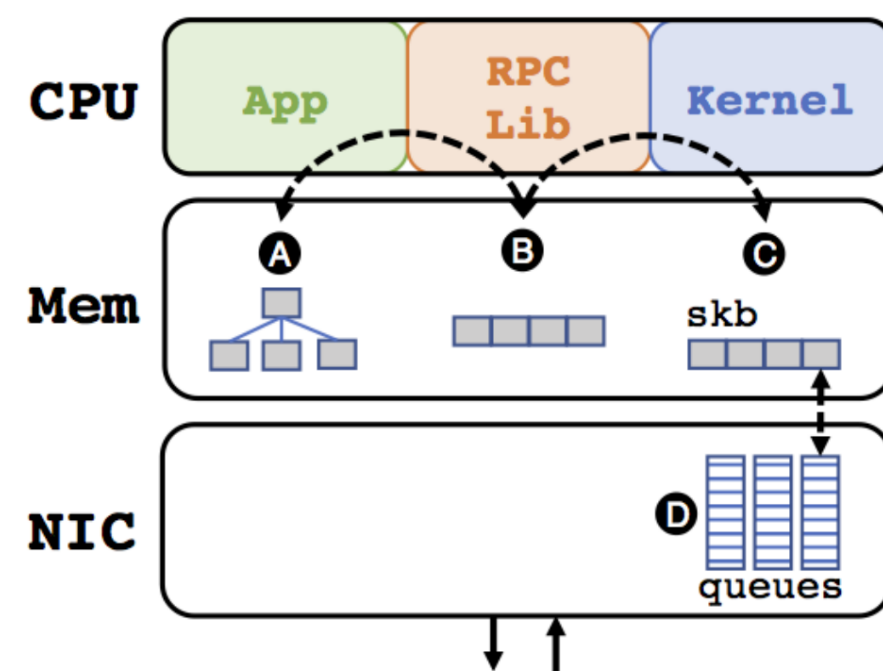 CPU
App
RPC
Lib
Kernel
Mem
A
B
C
skb
NIC
D
queues